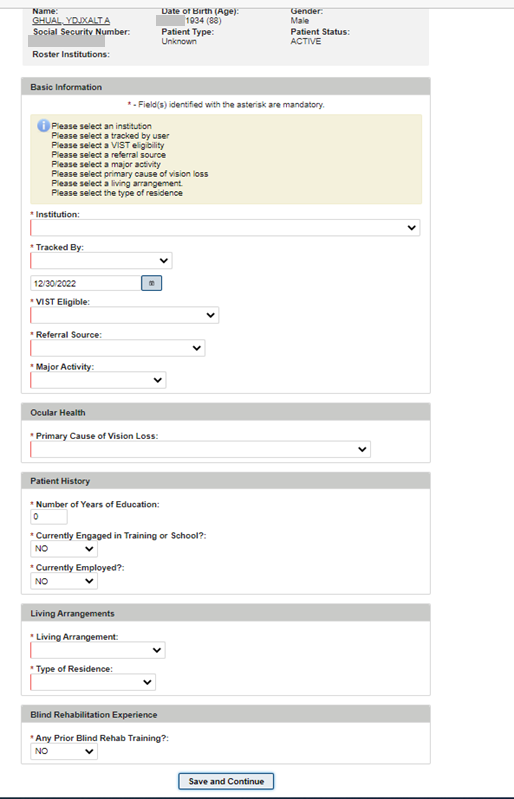 Name: Date of Birth (Age): Gender:
GHUAL, YDJXALT A 1934 (88) Male
Social Security Number: Patient Type: Patient Status:
Unknown ACTIVE
Roster Institutions:
Basic Information
* - Field(s) identified with the asterisk are mandatory.
Please select an institution
Please select a tracked by user
Please select a VIST eligibility
Please select a referral source
Please select a major activity
Please select primary cause of vision loss
Please select a living arrangement.
Please select the type of residence
* Institution:
* Tracked By:
12/30/2022
* VIST Eligible:
* Referral Source:
* Major Activity:
Ocular Health
* Primary Cause of Vision Loss:
Patient History
* Number of Years of Education:
0
* Currently Engaged in Training or School?:
NO
* Currently Employed?:
NO
Living Arrangements
* Living Arrangement:
* Type of Residence:
Blind Rehabilitation Experience
* Any Prior Blind Rehab Training?:
NO
Save and Continue